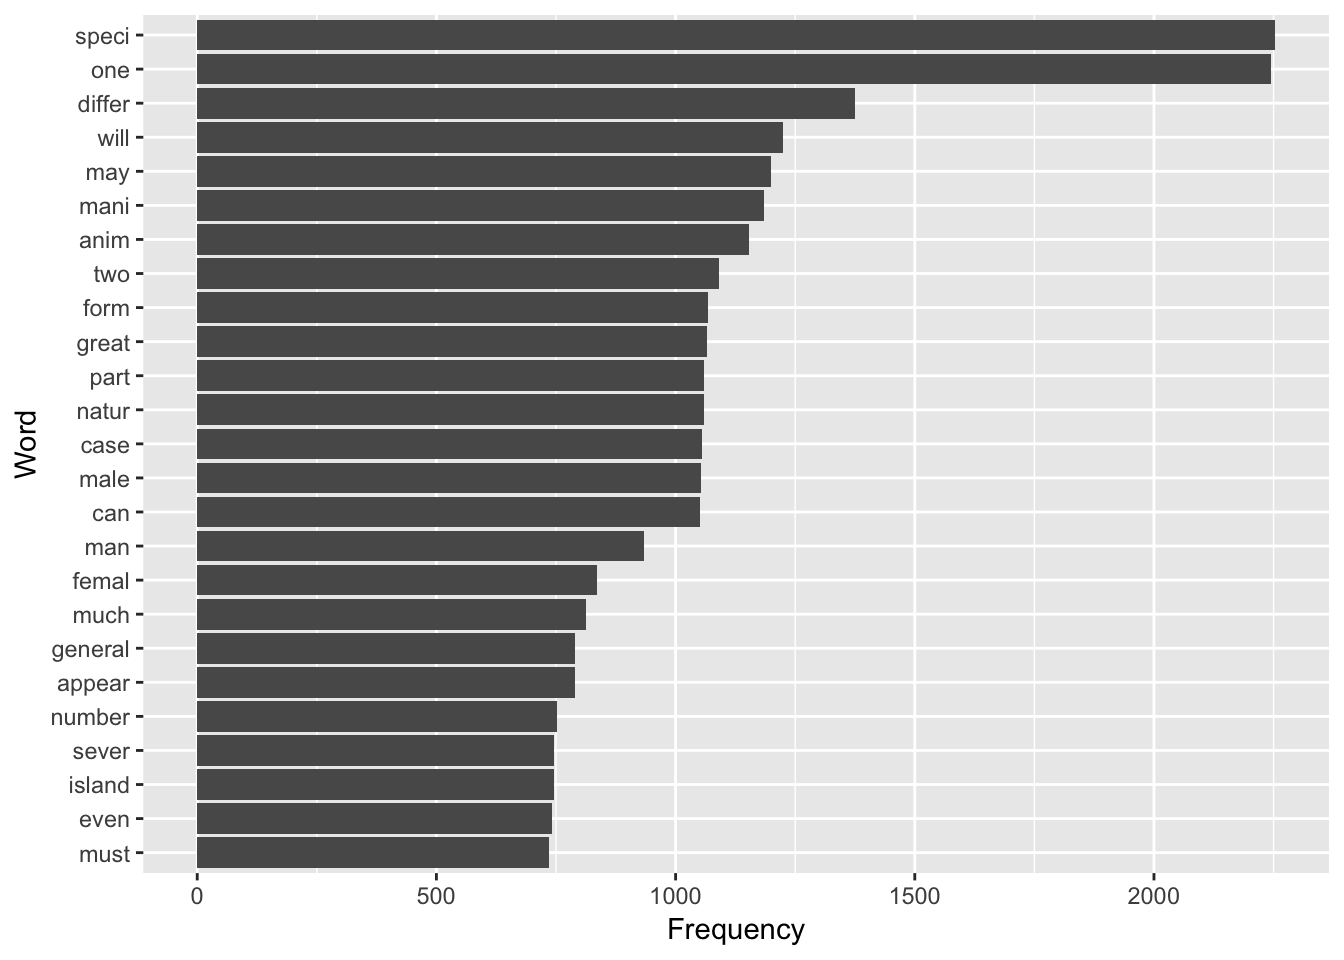 speci
one
differ
will
may
mani
anim
two
form
great
part
natur
case
male
can
man
femal
much
general
appear
number
sever
island
even
must
Word
0 500 1000 1500 2000
Frequency